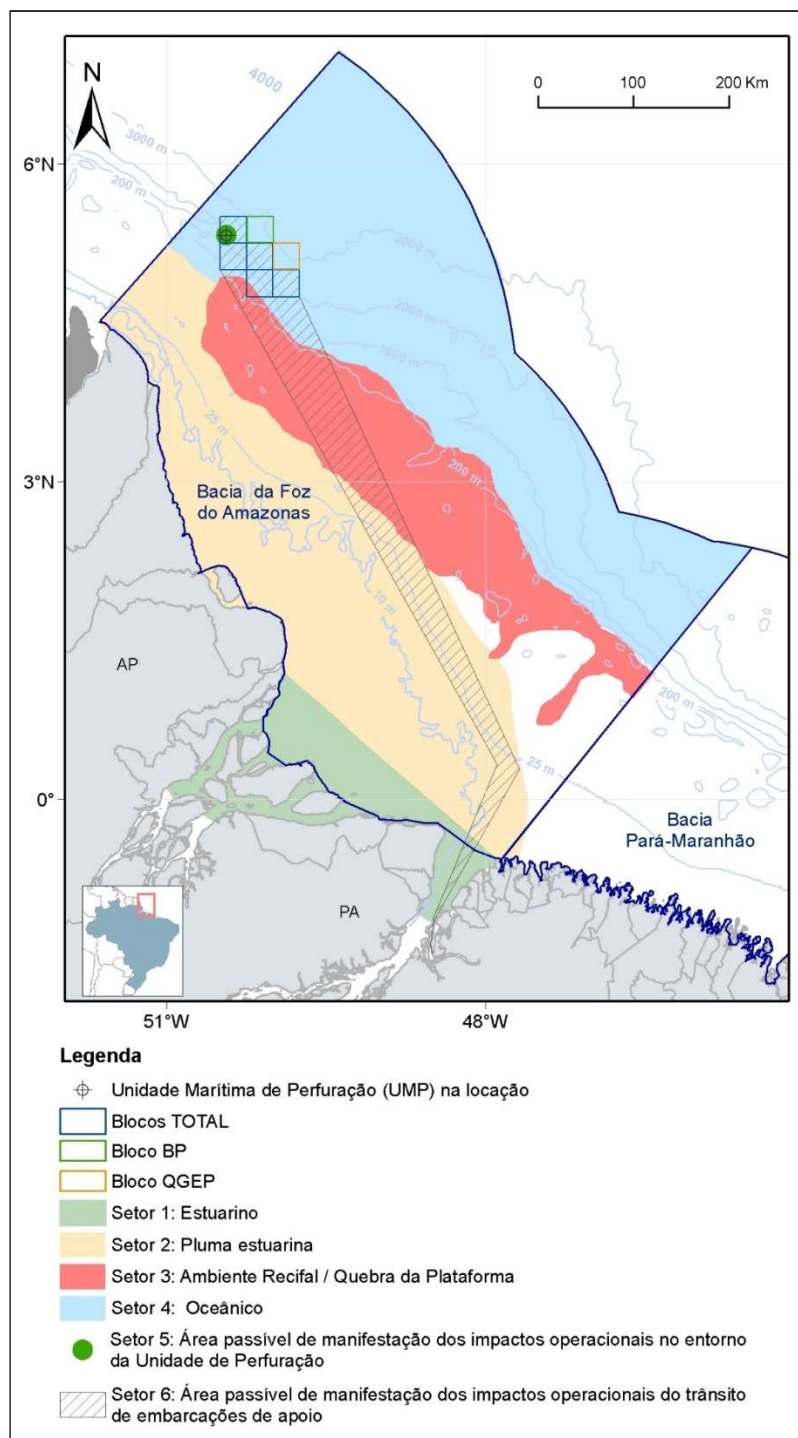 N
4000
0 100 200 Km
3000 m
200 m
6°N
2000 m
2000 m
1000 m
25 m
3°N
200 m
Bacia da Foz
do Amazonas
10 m
AP
200 m
25 m
0°
Bacia
Pará-Maranhão
PA
51°W 48°W
Legenda
Unidade Marítima de Perfuração (UMP) na locação
Blocos TOTAL
Bloco BP
Bloco QGEP
Setor 1: Estuarino
Setor 2: Pluma estuarina
Setor 3: Ambiente Recifal / Quebra da Plataforma
Setor 4: Oceânico
Setor 5: Área passível de manifestação dos impactos operacionais no entorno
da Unidade de Perfuração
Setor 6: Área passível de manifestação dos impactos operacionais do trânsito
de embarcações de apoio